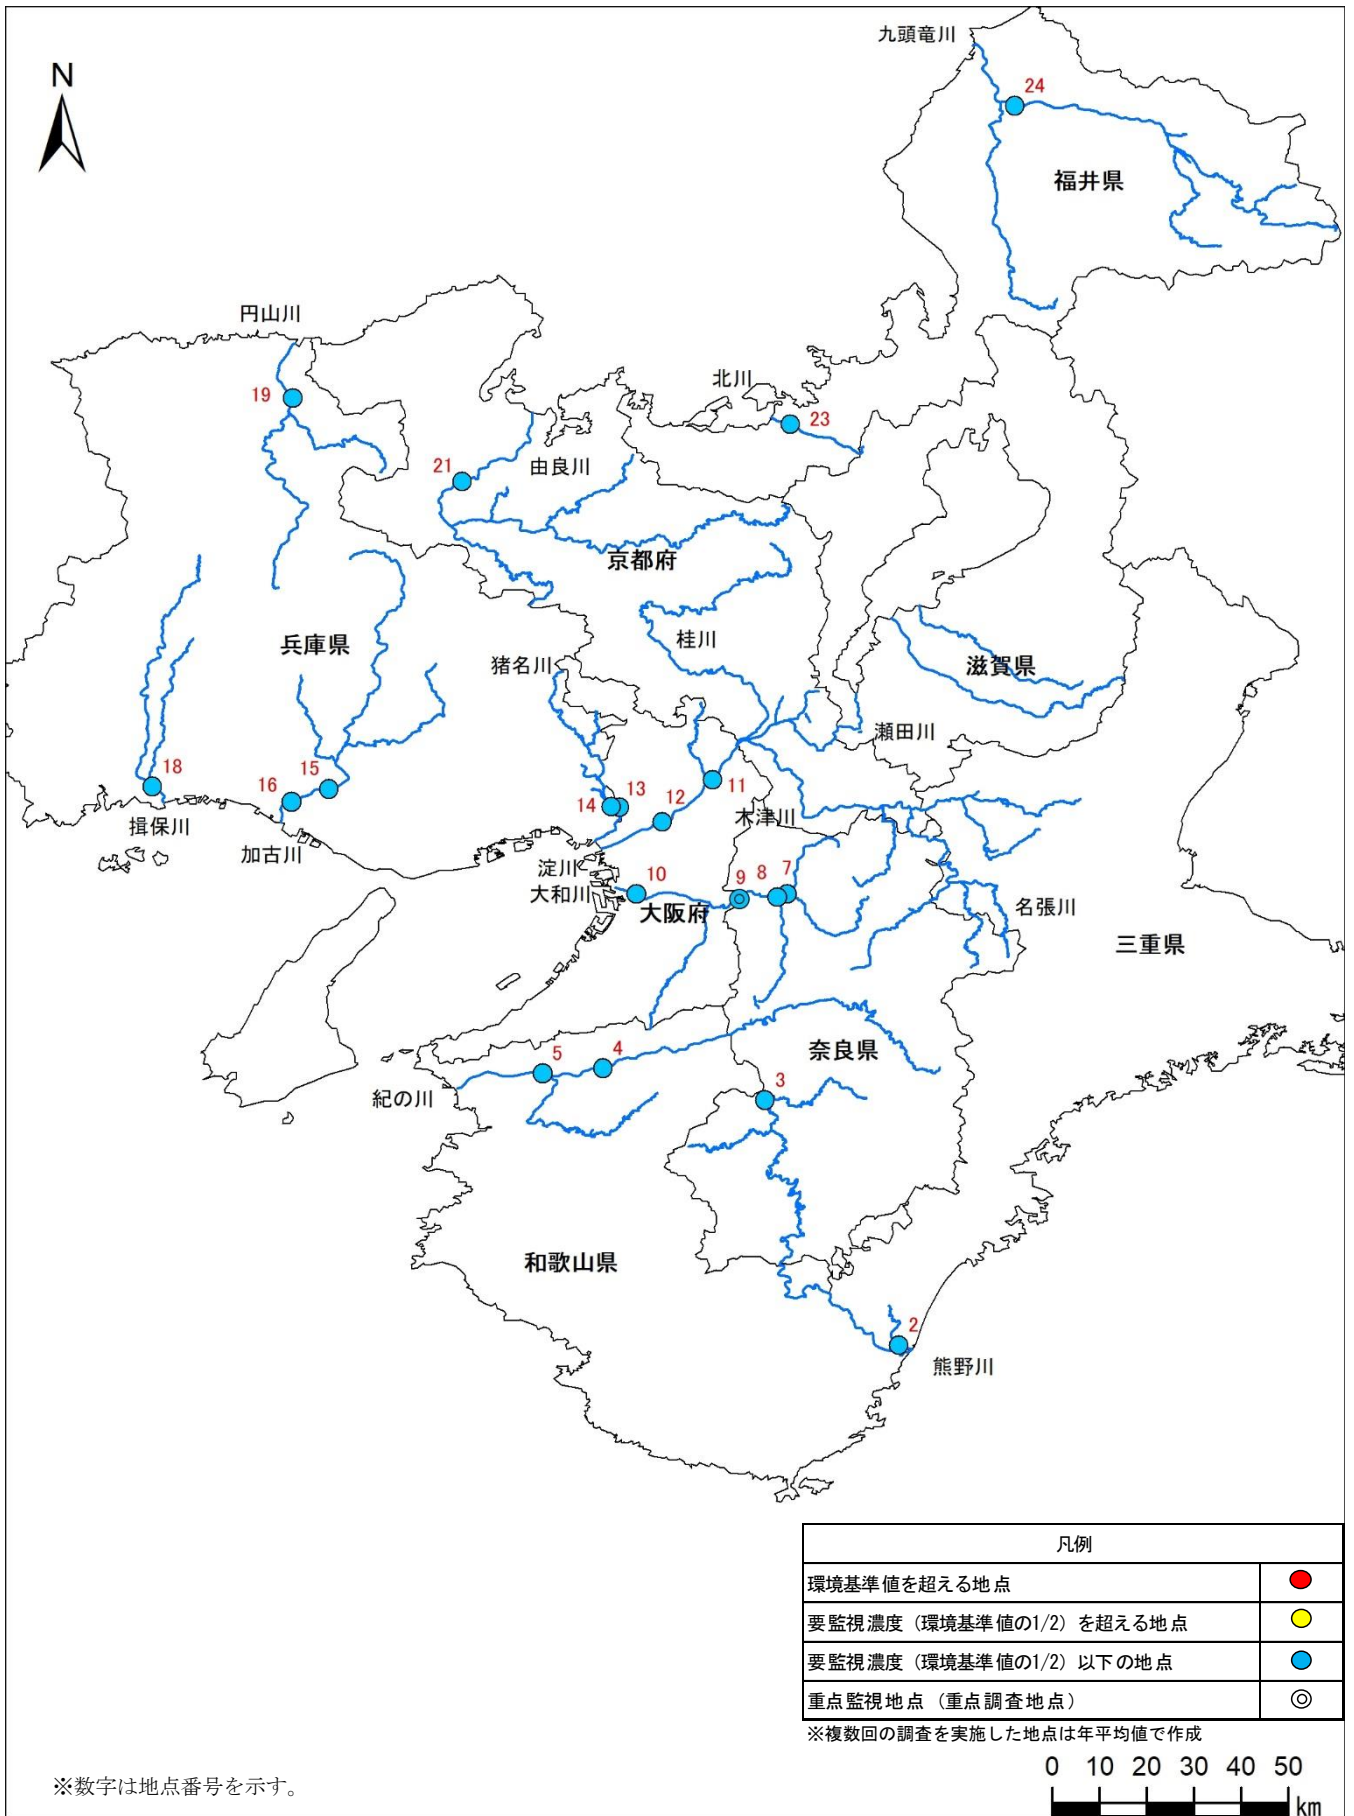 九頭竜川
N
24
福井県
円山川
北川
19
23
21
由良川
京都府
兵庫県
桂川
猪名川
滋賀県
瀬田川
18
16
15
14
13
12
11
揖保川
加古川
木津川
淀川
大和川
10
9
8
7
大阪府
名張川
三重県
奈良県
5
4
3
紀の川
和歌山県
2
熊野川
凡例
環境基準値を超える地点
要監視濃度（環境基準値の1/2）を超える地点
要監視濃度（環境基準値の1/2）以下の地点
重点監視地点（重点調査地点）
※複数回の調査を実施した地点は年平均値で作成
※数字は地点番号を示す。
0 10 20 30 40 50
km